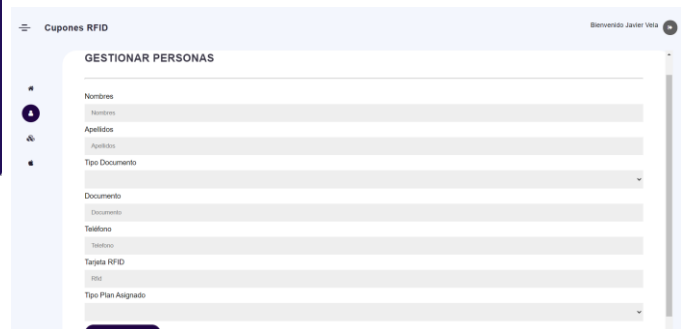 Cupones RFID
Bienvenido Javier Vela
GESTIONAR PERSONAS
Nombres
Nombres
Apellidos
Apellidos
Tipo Documento
Documento
Documento
Teléfono
Telefono
Tarjeta RFID
Rfid
Tipo Plan Asignado